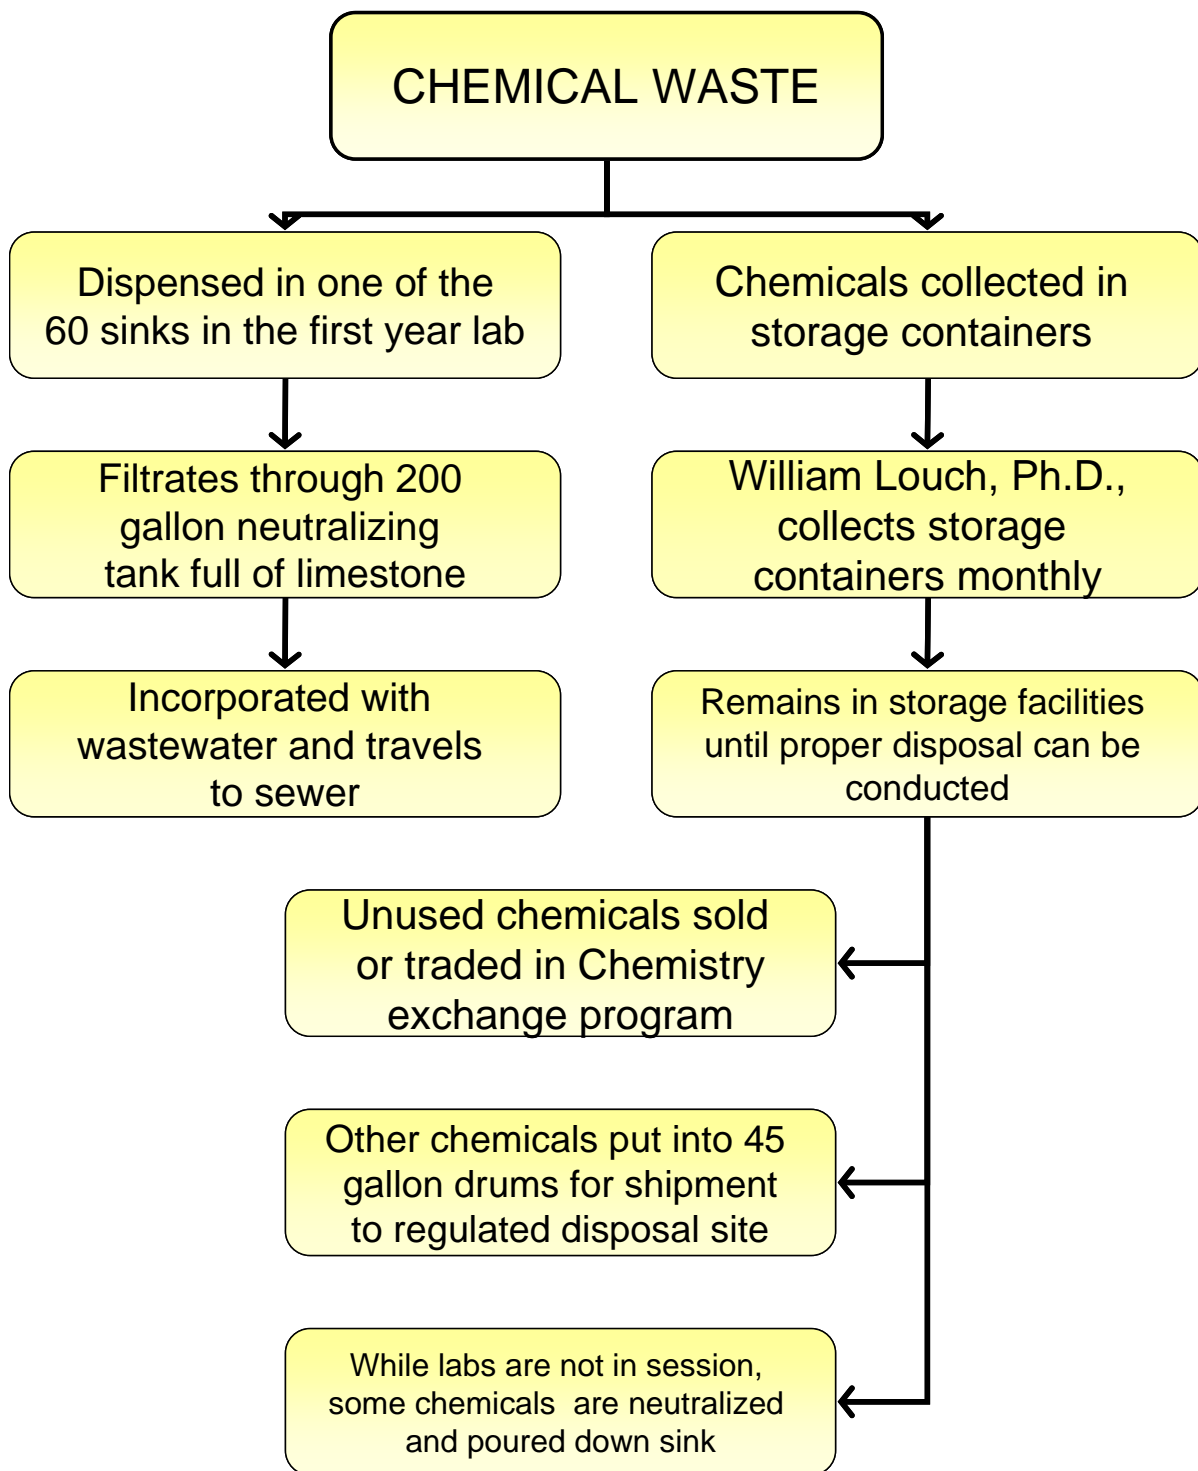 CHEMICAL WASTE
Dispensed in one of the
60 sinks in the first year lab
Chemicals collected in
storage containers
Filtrates through 200
gallon neutralizing
tank full of limestone
William Louch, Ph.D.,
collects storage
containers monthly
Incorporated with
wastewater and travels
to sewer
Remains in storage facilities
until proper disposal can be
conducted
Unused chemicals sold
or traded in Chemistry
exchange program
Other chemicals put into 45
gallon drums for shipment
to regulated disposal site
While labs are not in session,
some chemicals  are neutralized
and poured down sink